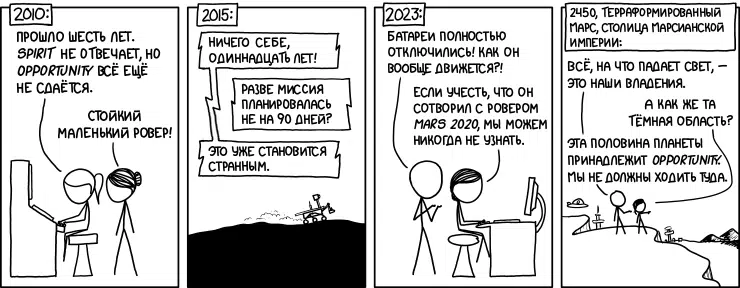 2010:
ПРОШЛО ШЕСТЬ ЛЕТ.
SPIRIT НЕ ОТВЕЧАЕТ, НО
OPPORTUNITY ВСЁ ЕЩЁ
НЕ СДАЁТСЯ.
СТОЙКИЙ
МАЛЕНЬКИЙ РОВЕР!
2015:
НИЧЕГО СЕБЕ,
ОДИННАДЦАТЬ ЛЕТ!
РАЗВЕ МИССИЯ
ПЛАНИРОВАЛАСЬ
НЕ НА 90 ДНЕЙ?
ЭТО УЖЕ СТАНОВИТСЯ
СТРАННЫМ.
2023:
БАТАРЕИ ПОЛНОСТЬЮ
ОТКЛЮЧИЛИСЬ! КАК ОН
ВООБЩЕ ДВИЖЕТСЯ?!
ЕСЛИ УЧЕСТЬ, ЧТО ОН
СОТВОРИЛ С РОВЕРОМ
MARS 2020, МЫ МОЖЕМ
НИКОГДА НЕ УЗНАТЬ.
2450, ТЕРРАФОРМИРОВАННЫЙ
МАРС, СТОЛИЦА МАРСИАНСКОЙ
ИМПЕРИИ:
ВСЁ, НА ЧТО ПАДАЕТ СВЕТ, —
ЭТО НАШИ ВЛАДЕНИЯ.
А КАК ЖЕ ТА
ТЁМНАЯ ОБЛАСТЬ?
ЭТА ПОЛОВИНА ПЛАНЕТЫ
ПРИНАДЛЕЖИТ OPPORTUNITY.
МЫ НЕ ДОЛЖНЫ ХОДИТЬ ТУДА.